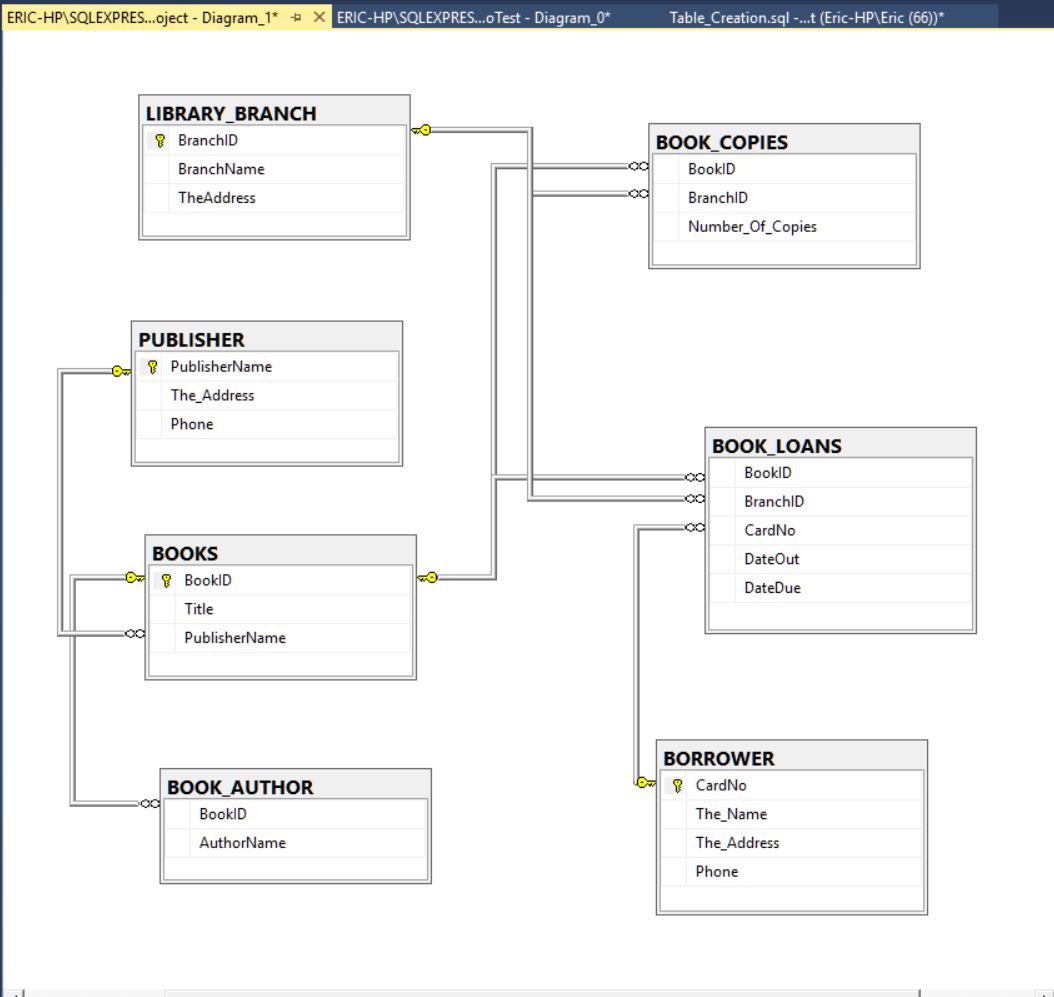 ERIC-HP\SQLEXPRES...oject - Diagram_1* ERIC-HP\SQLEXPRES...oTest - Diagram_0* Table_Creation.sql -...t (Eric-HP\Eric (66))*
LIBRARY_BRANCH
BranchID
BranchName
TheAddress
BOOK_COPIES
BookID
BranchID
Number_Of_Copies
PUBLISHER
PublisherName
The_Address
Phone
BOOK_LOANS
BookID
BranchID
CardNo
DateOut
DateDue
BOOKS
BookID
Title
PublisherName
BOOK_AUTHOR
BookID
AuthorName
BORROWER
CardNo
The_Name
The_Address
Phone